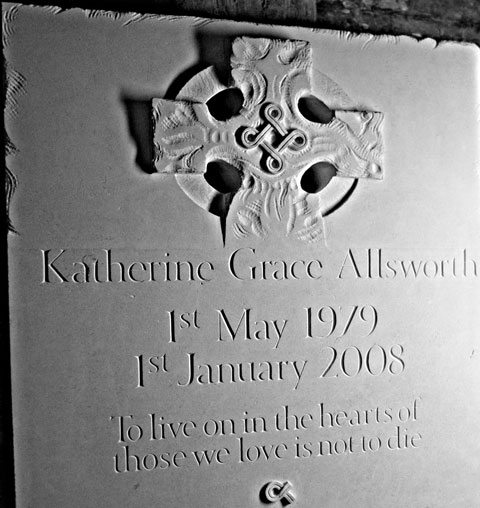 Katherine Grace Allsworth
1st May 1979
1st January 2008
To live on in the hearts of
those we love is not to die